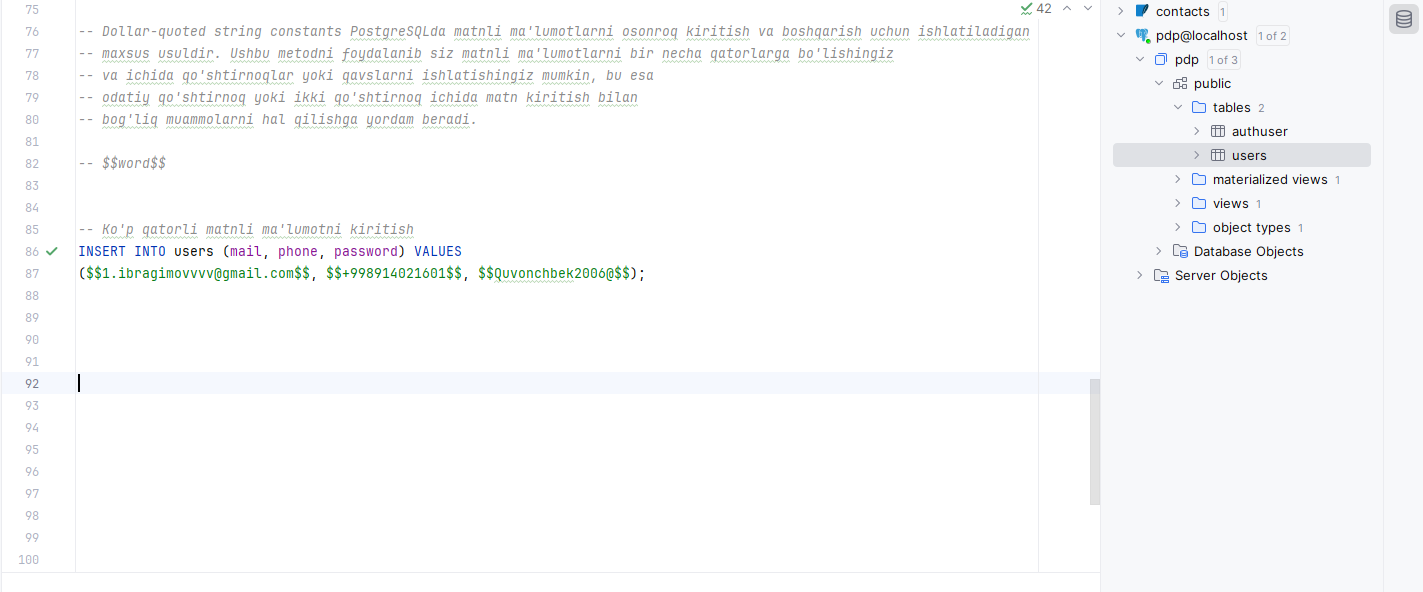 42
75
76 -- Dollar-quoted string constants PostgreSQLda matnli ma'lumotlarni osonroq kiritish va boshqarish uchun ishlatiladigan
77 -- maxsus usuldir. Ushbu metodni foydalanib siz matnli ma'lumotlarni bir necha qatorlarga bo'lishingiz
78 -- va ichida qo'shtirnoqlar yoki qavslarni ishlatishingiz mumkin, bu esa
79 -- odatiy qo'shtirnoq yoki ikki qo'shtirnoq ichida matn kiritish bilan
80 -- bog'liq muammolarni hal qilishga yordam beradi.
81
82 -- $$word$$
83
84
85 -- Ko'p qatorli matnli ma'lumotni kiritish
86 INSERT INTO users (mail, phone, password) VALUES
87 ($$1.ibragimovvvv@gmail.com$$, $$+998914021601$$, $$Quvonchbek2006@$$);
88
89
90
91
92
93
94
95
96
97
98
99
100
contacts 1
pdp@localhost 1 of 2
pdp 1 of 3
public
tables 2
authuser
users
materialized views 1
views 1
object types 1
Database Objects
Server Objects